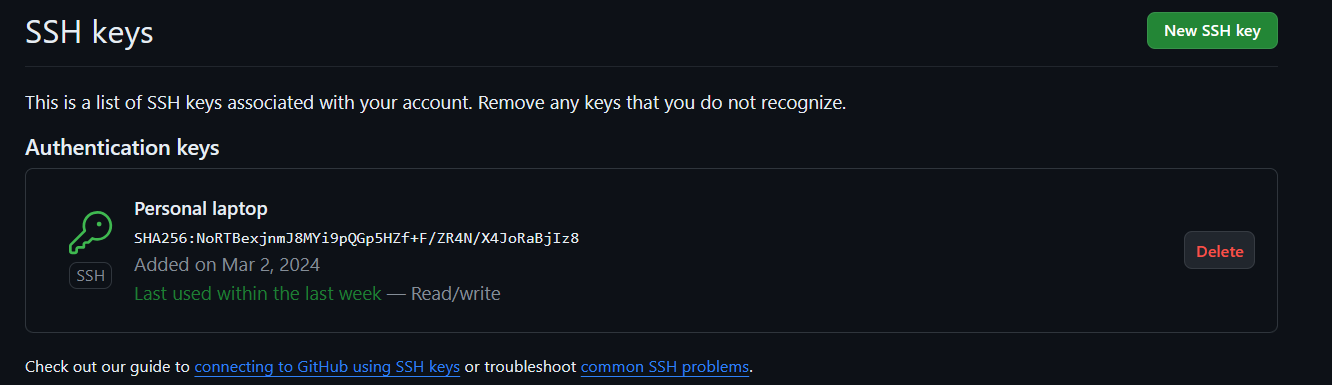 SSH keys
New SSH key
This is a list of SSH keys associated with your account. Remove any keys that you do not recognize.
Authentication keys
Personal laptop
SHA256:NoRTBexjnmJ8MYi9pQGp5HZf+F/ZR4N/X4JoRaBjIz8
Added on Mar 2, 2024
Last used within the last week — Read/write
SSH
Delete
Check out our guide to connecting to GitHub using SSH keys or troubleshoot common SSH problems.